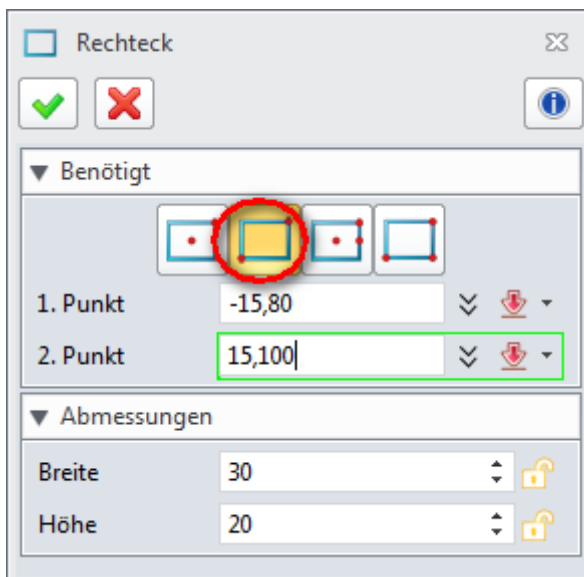 Rechteck
Benötigt
1. Punkt -15,80
2. Punkt 15,100
Abmessungen
Breite 30
Höhe 20